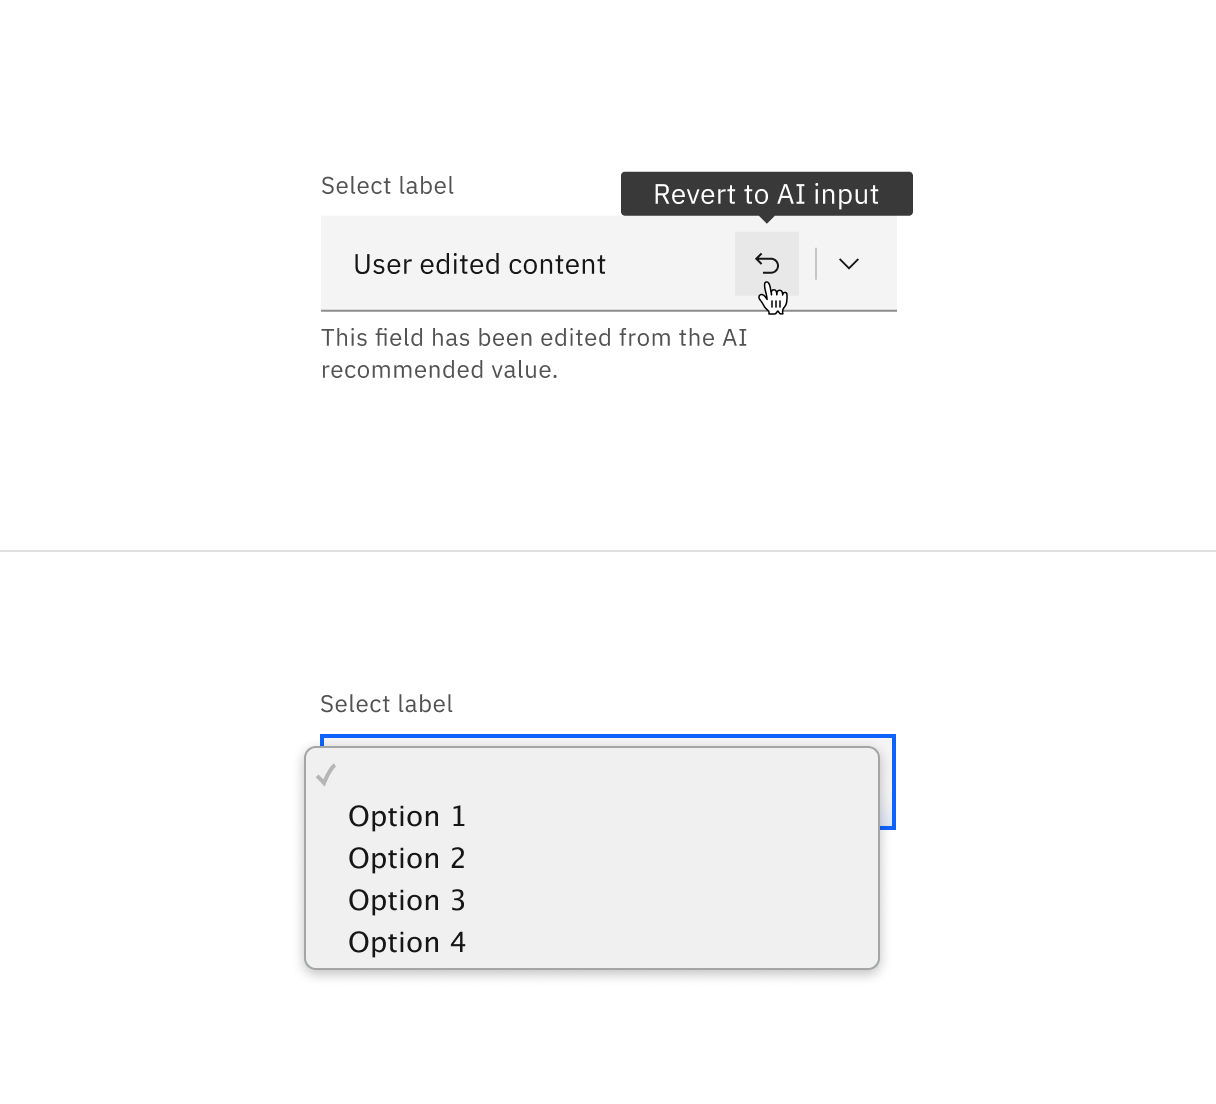 Select label
Revert to AI input
User edited content
This field has been edited from the AI
recommended value.
Select label
Option 1
Option 2
Option 3
Option 4